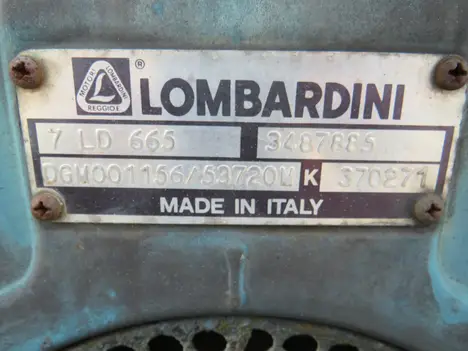 MOTORI LOMBARDINI REGGIO E. ® LOMBARDINI
7 LD 665 3487885
DGM001156/53720M K 370271
MADE IN ITALY